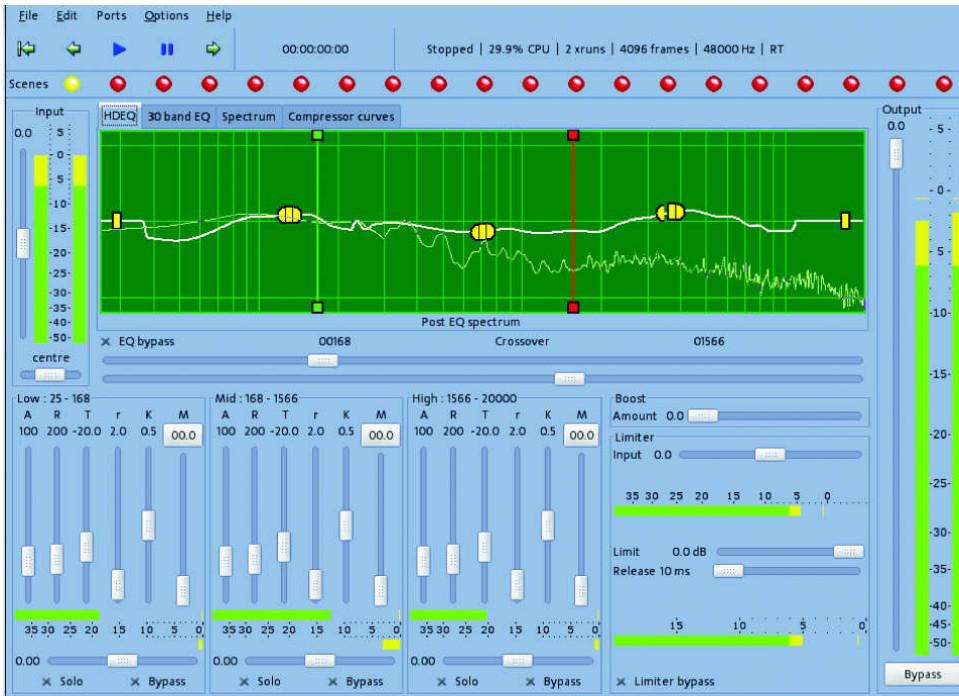 File Edit Ports Options Help
00:00:00:00 Stopped | 29.9% CPU | 2 xruns | 4096 frames | 48000 Hz | RT
Scenes
Input
0.0
5
0
5
-10-
-15-
-20-
-25-
-30-
-35-
-40-
-50-
centre
HDEQ 30 band EQ Spectrum Compressor curves
Post EQ spectrum
EQ bypass 00168 Crossover 01566
Output
0.0
5
0
5
-10-
-15-
-20-
-25-
-30-
-35-
-40-
-45-
-50-
Bypass
Low : 25 - 168
A R T r K M
100 200 -20.0 2.0 0.5 00.0
35 30 25 20 15 10 5 0
0.00
Solo Bypass
Mid : 168 - 1566
A R T r K M
100 200 -20.0 2.0 0.5 00.0
35 30 25 20 15 10 5 0
0.00
Solo Bypass
High : 1566 - 20000
A R T r K M
100 200 -20.0 2.0 0.5 00.0
35 30 25 20 15 10 5 0
0.00
Solo Bypass
Boost
Amount 0.0
Limiter
Input 0.0
35 30 25 20 15 10 5 0
Limit 0.0 dB
Release 10 ms
15 10 5 0
Limiter bypass